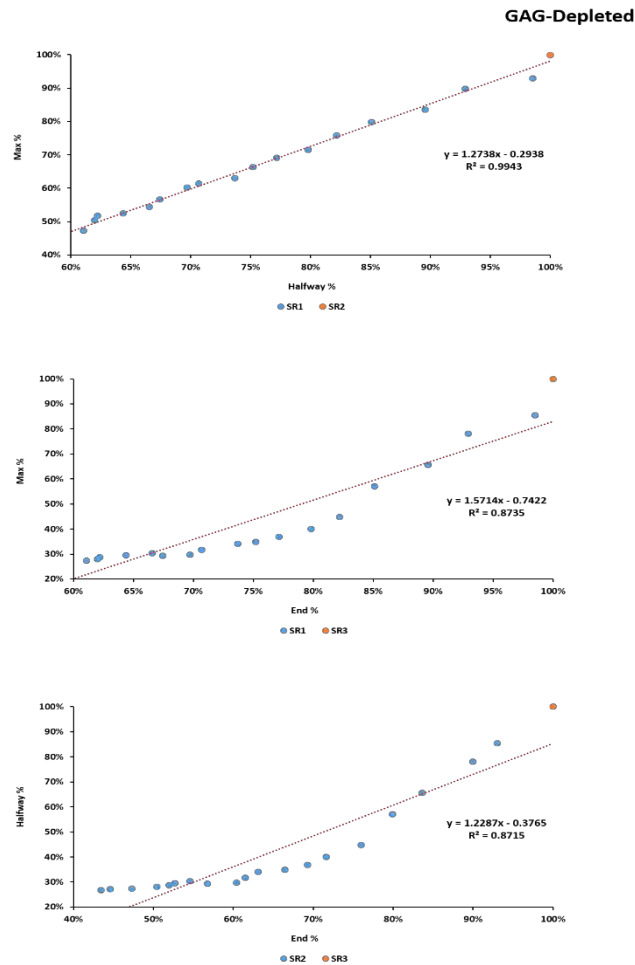 GAG-Depleted
100%
90%
80%
70%
60%
50%
40%
Max %
y = 1.2738x - 0.2938
R² = 0.9943
60% 65% 70% 75% 80% 85% 90% 95% 100%
Halfway %
SR1 SR2
100%
90%
80%
70%
60%
50%
40%
30%
20%
Max %
y = 1.5714x - 0.7422
R² = 0.8735
60% 65% 70% 75% 80% 85% 90% 95% 100%
End %
SR1 SR3
100%
90%
80%
70%
60%
50%
40%
30%
20%
Halfway %
y = 1.2287x - 0.3765
R² = 0.8715
40% 50% 60% 70% 80% 90% 100%
End %
SR2 SR3